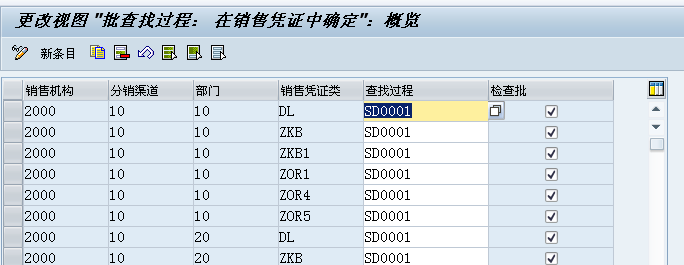 更改视图 "批查找过程： 在销售凭证中确定"：概览
新条目
销售机构 分销渠道 部门 销售凭证类 查找过程 检查批
2000 10 10 DL SD0001
2000 10 10 ZKB SD0001
2000 10 10 ZKB1 SD0001
2000 10 10 ZOR1 SD0001
2000 10 10 ZOR4 SD0001
2000 10 10 ZOR5 SD0001
2000 10 20 DL SD0001
2000 10 20 ZKB SD0001